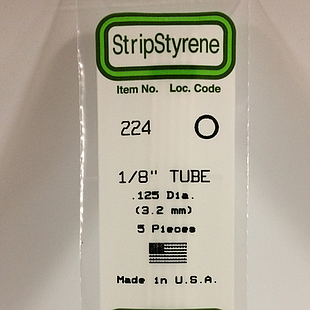 StripStyrene
Item No. Loc. Code
224
1/8" TUBE
.125 Dia.
(3.2 mm)
5 Pieces
Made in U.S.A.